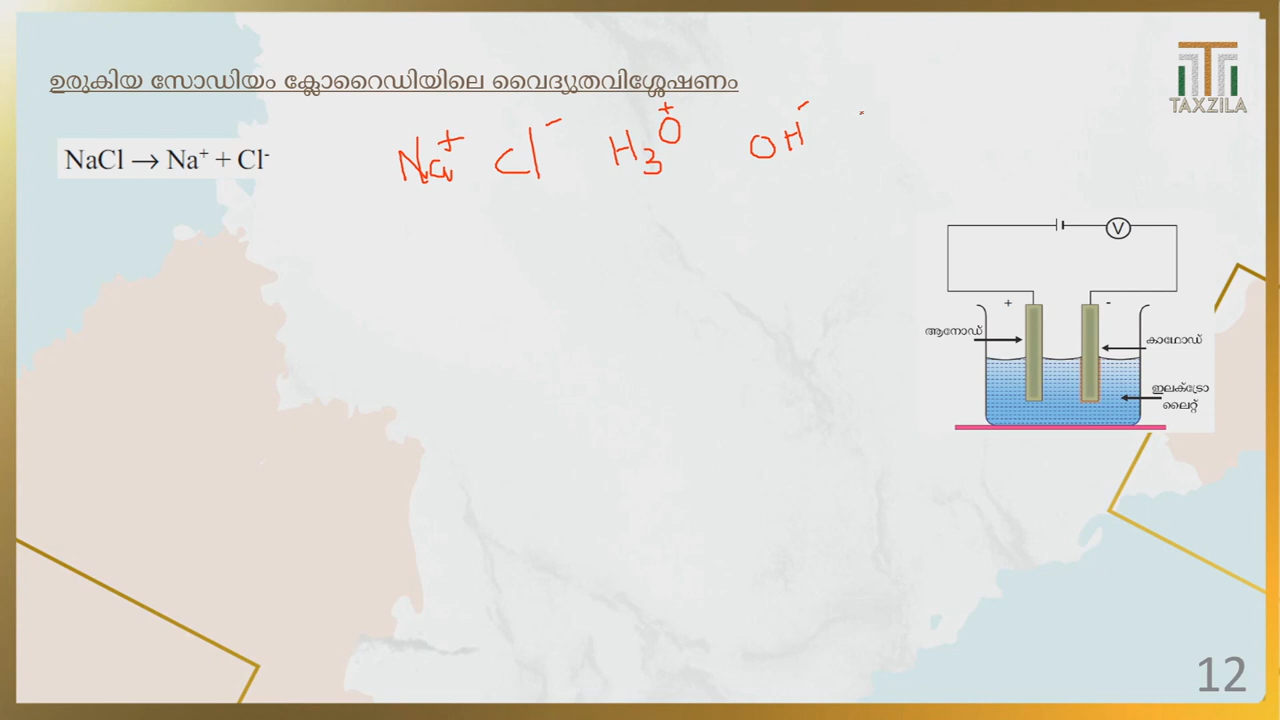 ഉരുകിയ സോഡിയം ക്ലോറൈഡിയിലെ വൈദ്യുതവിശ്ലേഷണം
TAXZILA
NaCl → Na⁺ + Cl⁻
Na⁺ Cl⁻ H₃O⁺ OH⁻
V
+ -
ആനോഡ്
കാഥോഡ്
ഇലക്ട്രോ
ലൈറ്റ്
12